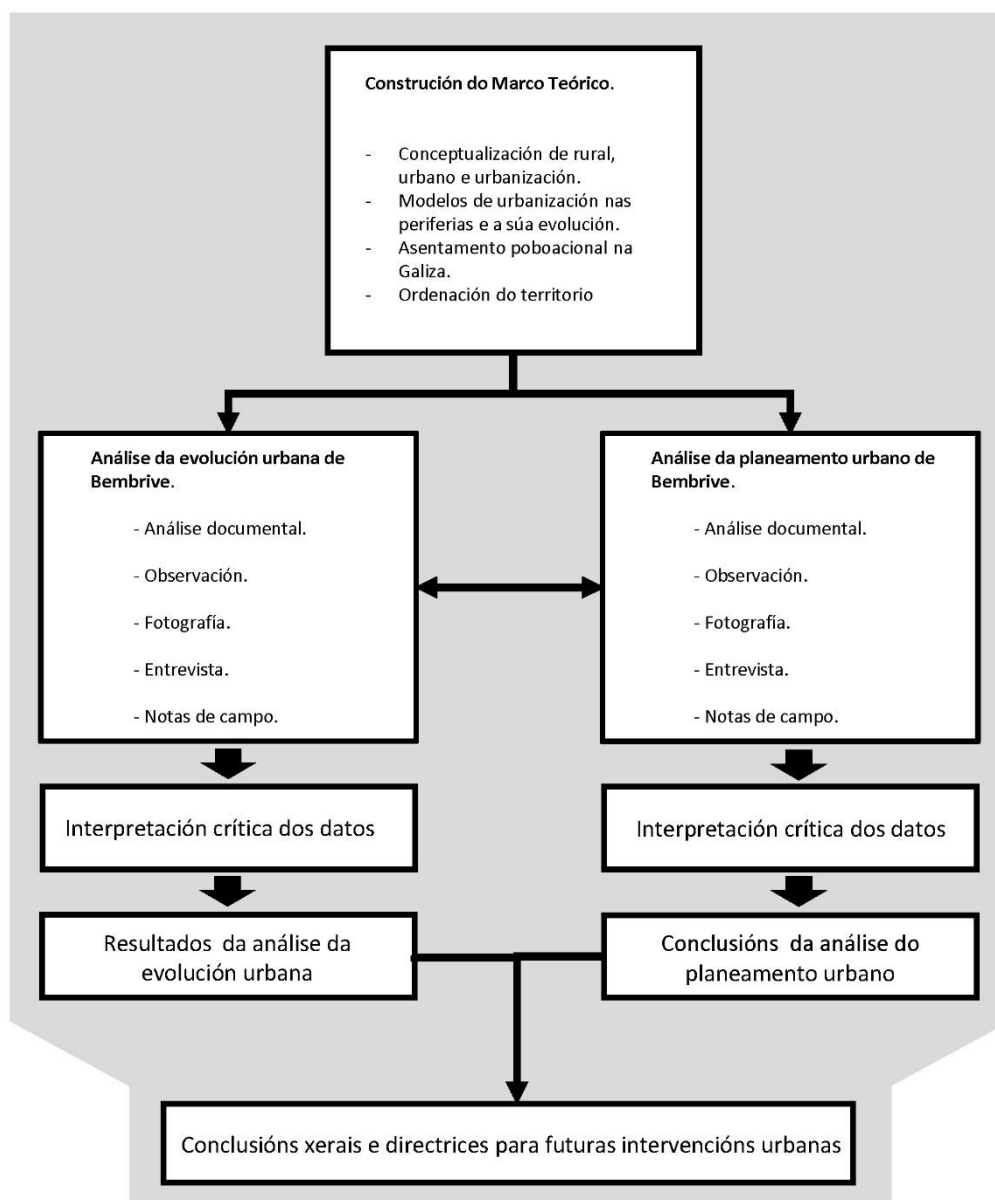 Construción do Marco Teórico.
- Conceptualización de rural,
urbano e urbanización.
- Modelos de urbanización nas
periferias e a súa evolución.
- Asentamento poboacional na
Galiza.
- Ordenación do territorio
Análise da evolución urbana de
Bembrive.
- Análise documental.
- Observación.
- Fotografía.
- Entrevista.
- Notas de campo.
Análise da planeamento urbano de
Bembrive.
- Análise documental.
- Observación.
- Fotografía.
- Entrevista.
- Notas de campo.
Interpretación crítica dos datos
Interpretación crítica dos datos
Resultados da análise da
evolución urbana
Conclusións da análise do
planeamento urbano
Conclusións xerais e directrices para futuras intervencións urbanas